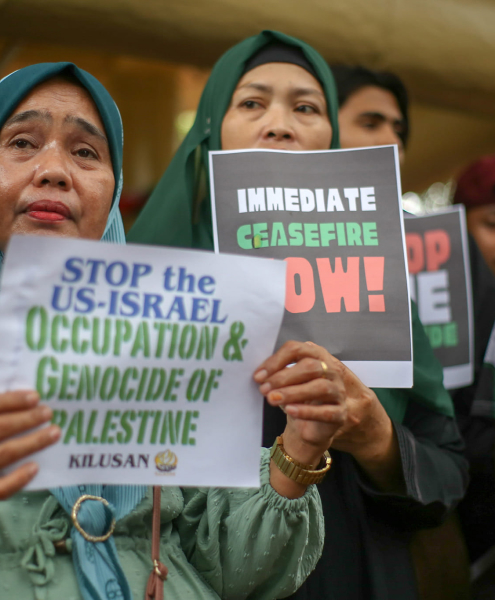 STOP the
US-ISRAEL
OCCUPATION &
GENOCIDE OF
PALESTINE
KILUSAN
IMMEDIATE
CEASEFIRE
NOW!